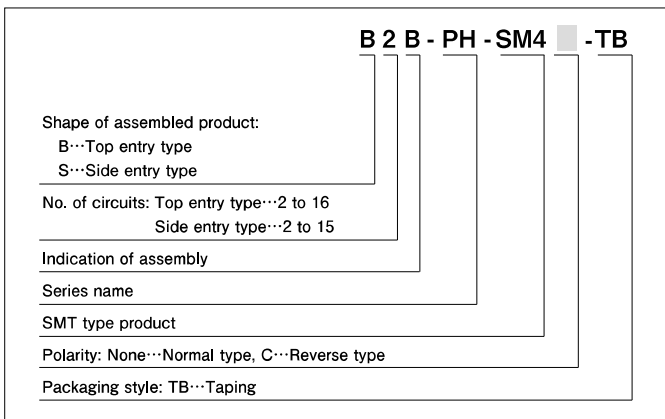 B 2 B - PH - SM4 - TB
Shape of assembled product:
B···Top entry type
S···Side entry type
No. of circuits: Top entry type···2 to 16
Side entry type···2 to 15
Indication of assembly
Series name
SMT type product
Polarity: None···Normal type, C···Reverse type
Packaging style: TB···Taping